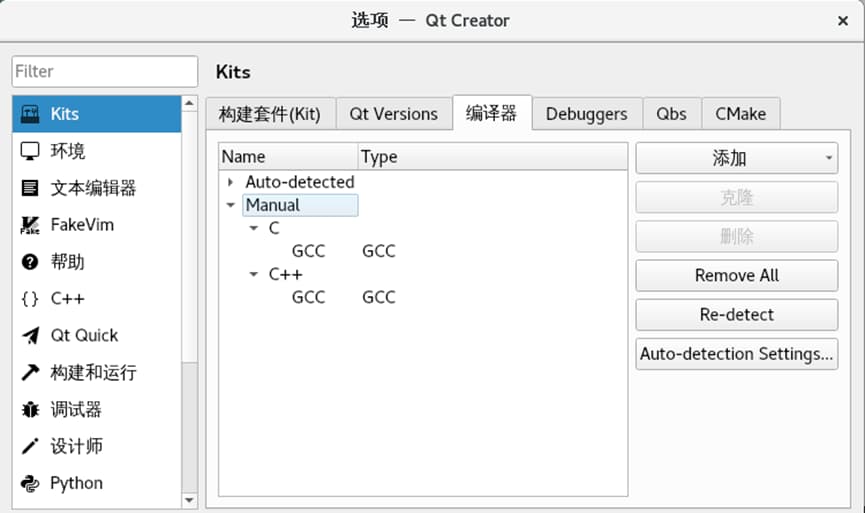 选项 — Qt Creator
Filter
Kits
环境
文本编辑器
FakeVim
帮助
C++
Qt Quick
构建和运行
调试器
设计师
Python
Kits
构建套件(Kit) Qt Versions 编译器 Debuggers Qbs CMake
Name Type
Auto-detected
Manual
C
GCC GCC
C++
GCC GCC
添加
克隆
删除
Remove All
Re-detect
Auto-detection Settings...